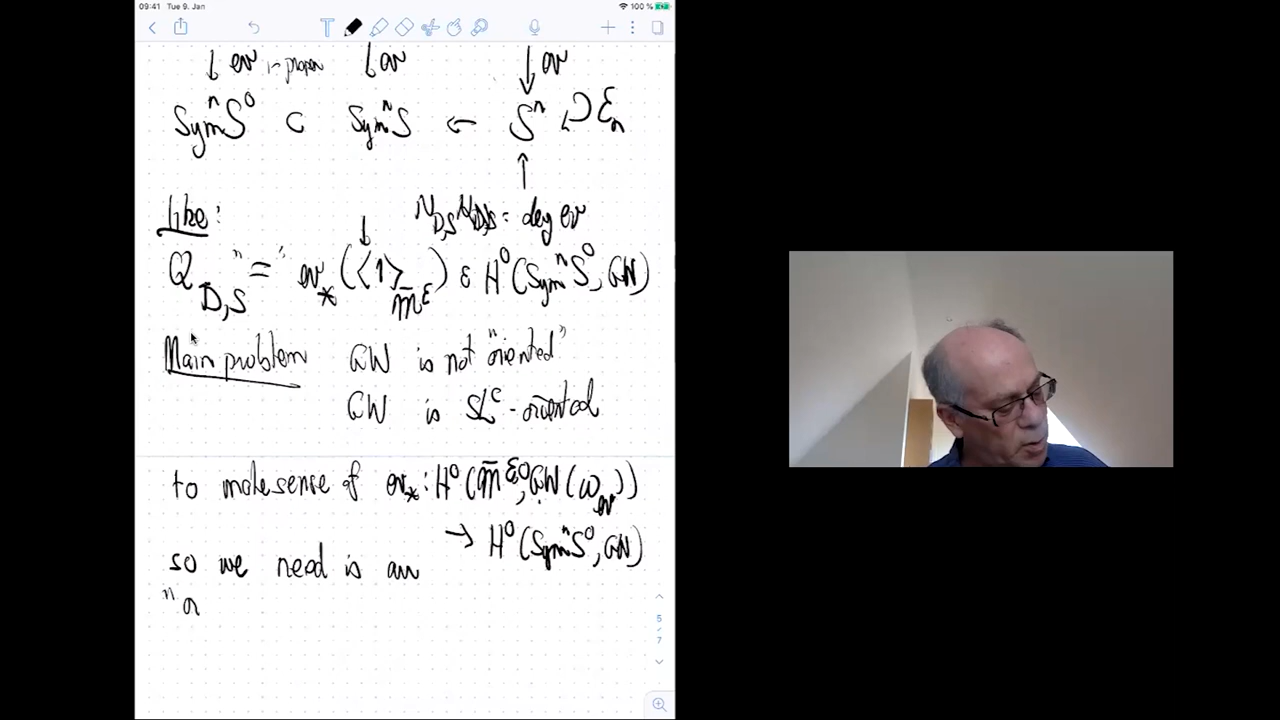 09:41 Tue 9. Jan
100 %
↓ ev ↓ ev ↓ ev
Symⁿ S⁰ ⊂ Symⁿ S ← Sⁿ
↑
Like: N_{D,S} = deg ev
Q_{D,S} "=" ev_* (⟨1⟩_{M̄^Ɛ}) ε H⁰(Symⁿ S⁰, GW)
Main problem GW is not "oriented"
GW is SL^c-oriented
to make sense of ev_*: H⁰(M̄^{Ɛ,0}, GW(ω_ev))
→ H⁰(Symⁿ S⁰, GW)
so we need is an
" o
5
7